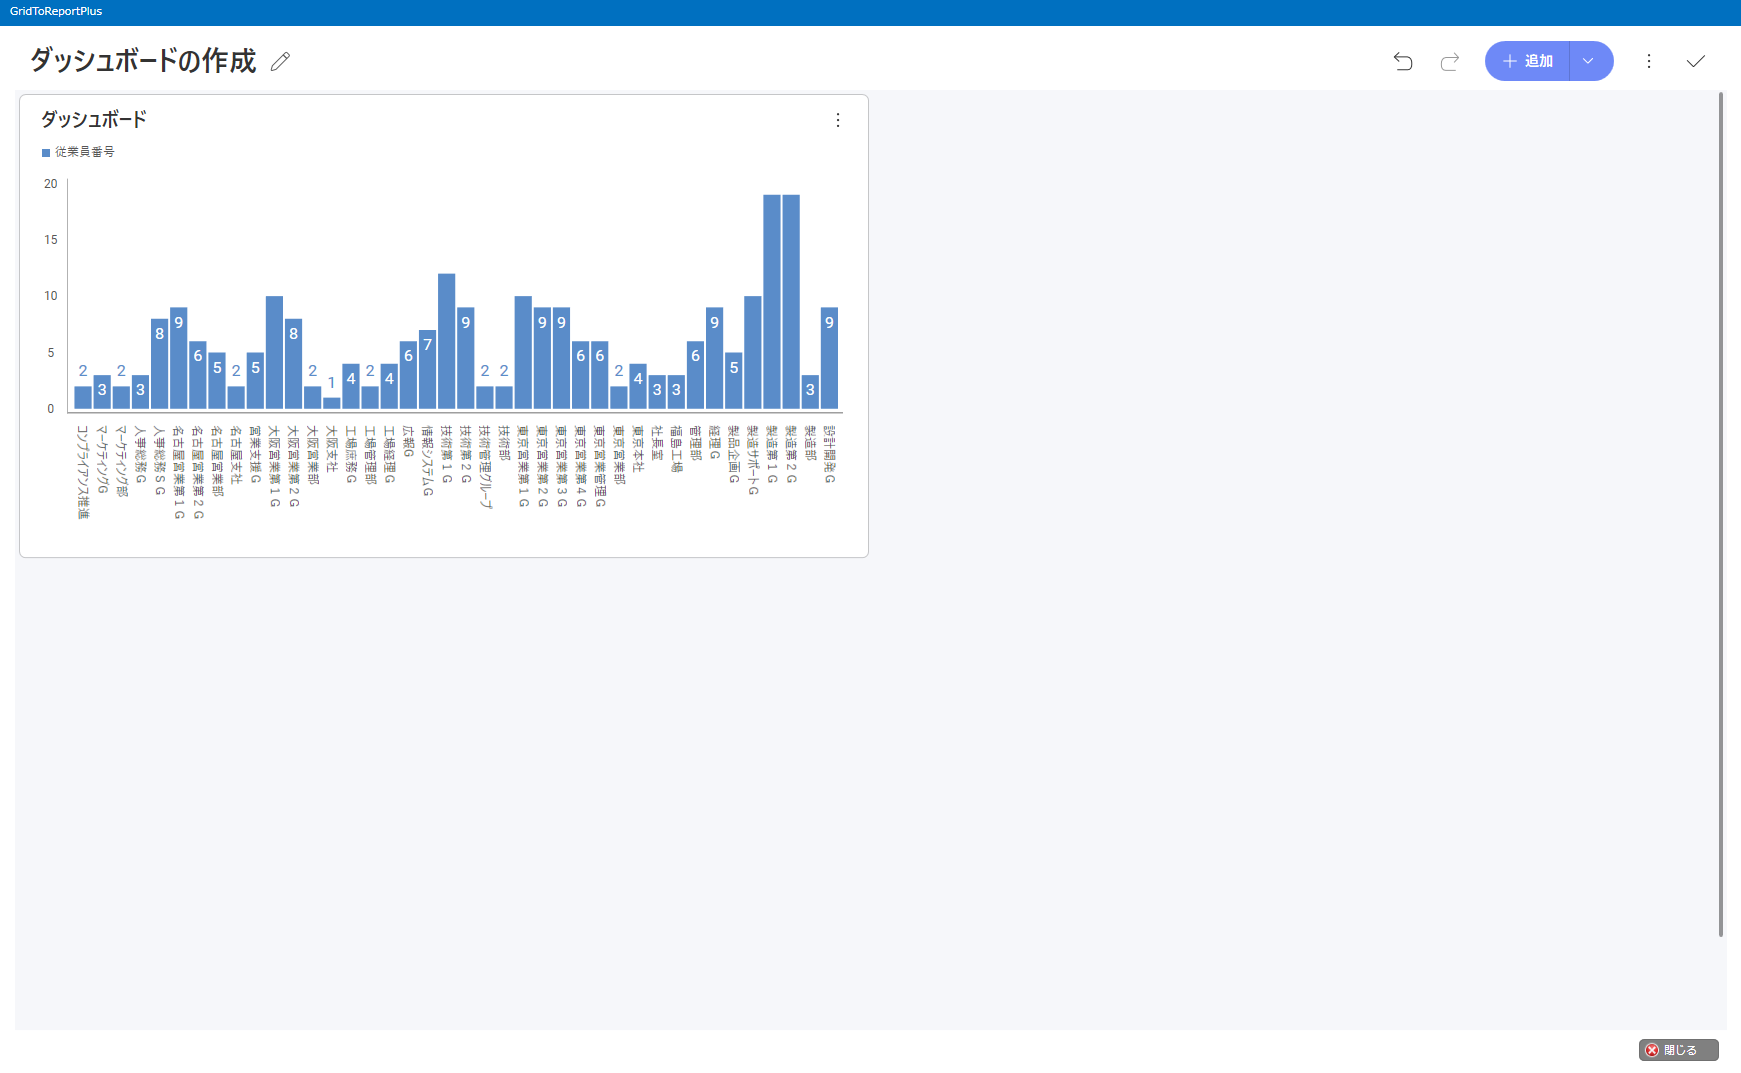 GridToReportPlus
ダッシュボードの作成
追加
ダッシュボード
従業員番号
20
15
10
5
0
2
3
2
3
8
9
6
5
2
5
8
2
1
4
2
4
6
7
9
2
2
9
9
6
6
2
4
3
3
6
9
5
3
9
コンプライアンス推進
マーケティングG
マーケティング部
人事総務G
人事総務SG
名古屋営業第1G
名古屋営業第2G
名古屋営業部
名古屋支社
営業支援G
大阪営業第1G
大阪営業第2G
大阪営業部
大阪支社
工場庶務G
工場管理部
工場経理G
広報G
情報システムG
技術第1G
技術第2G
技術管理グループ
技術部
東京営業第1G
東京営業第2G
東京営業第3G
東京営業第4G
東京営業管理G
東京営業部
東京本社
社長室
福島工場
管理部
経理G
製品企画G
製造サポートG
製造第1G
製造第2G
製造部
設計開発G
閉じる